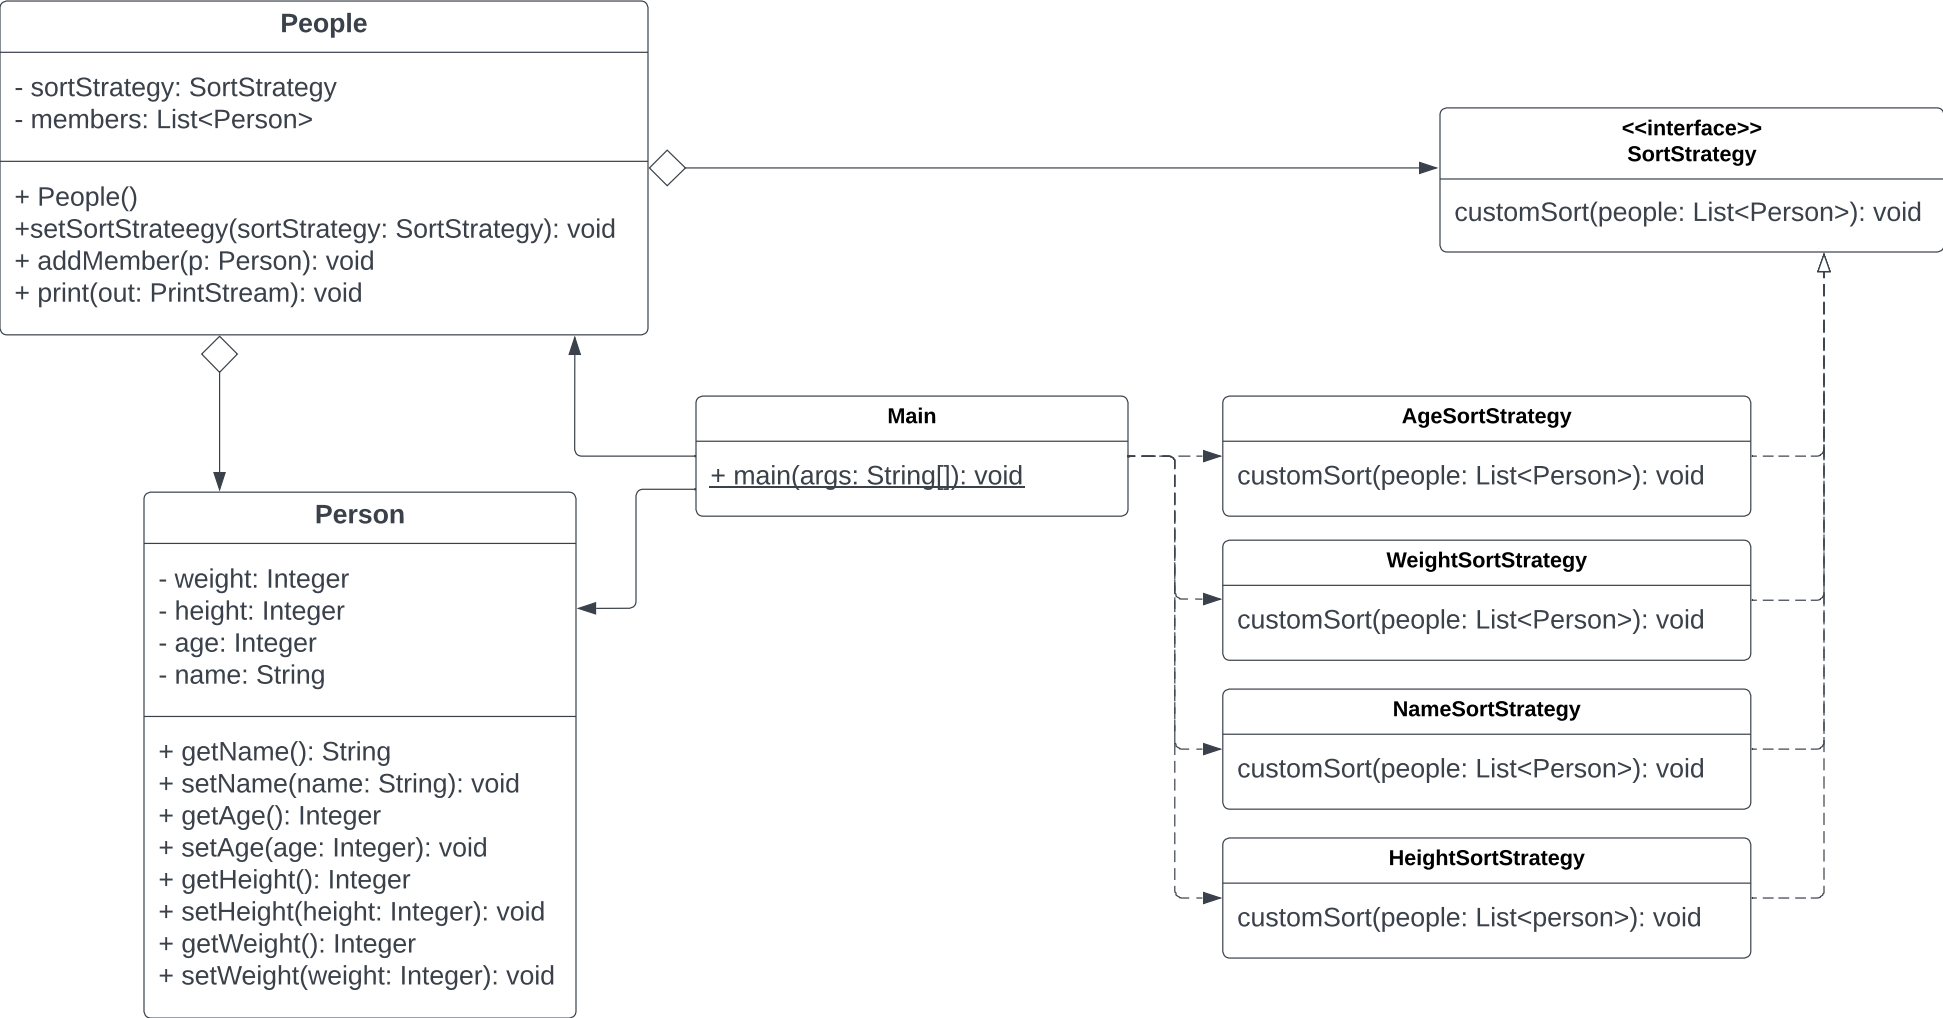 People
- sortStrategy: SortStrategy
- members: List<Person>
+ People()
+setSortStrateegy(sortStrategy: SortStrategy): void
+ addMember(p: Person): void
+ print(out: PrintStream): void
<<interface>>
SortStrategy
customSort(people: List<Person>): void
Main
+ main(args: String[]): void
AgeSortStrategy
customSort(people: List<Person>): void
Person
- weight: Integer
- height: Integer
- age: Integer
- name: String
+ getName(): String
+ setName(name: String): void
+ getAge(): Integer
+ setAge(age: Integer): void
+ getHeight(): Integer
+ setHeight(height: Integer): void
+ getWeight(): Integer
+ setWeight(weight: Integer): void
WeightSortStrategy
customSort(people: List<Person>): void
NameSortStrategy
customSort(people: List<Person>): void
HeightSortStrategy
customSort(people: List<person>): void